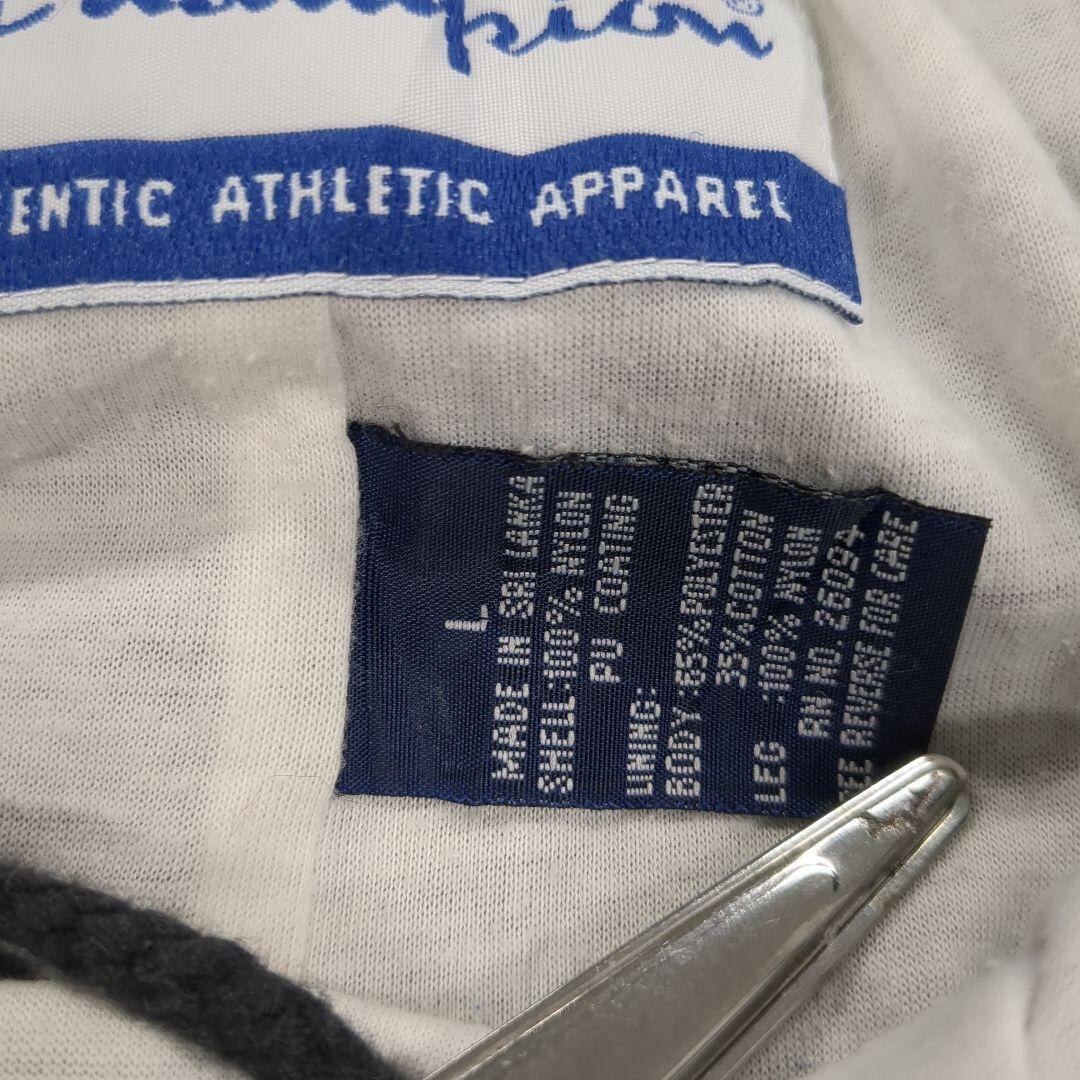 Champion®
ENTIC ATHLETIC APPAREL
L
MADE IN SRI LANKA
SHELL:100% NYLON
PU COATING
LINING:
BODY :65% POLYESTER
35% COTTON
LEG :100% NYLON
RN NO. 26094
SEE REVERSE FOR CARE